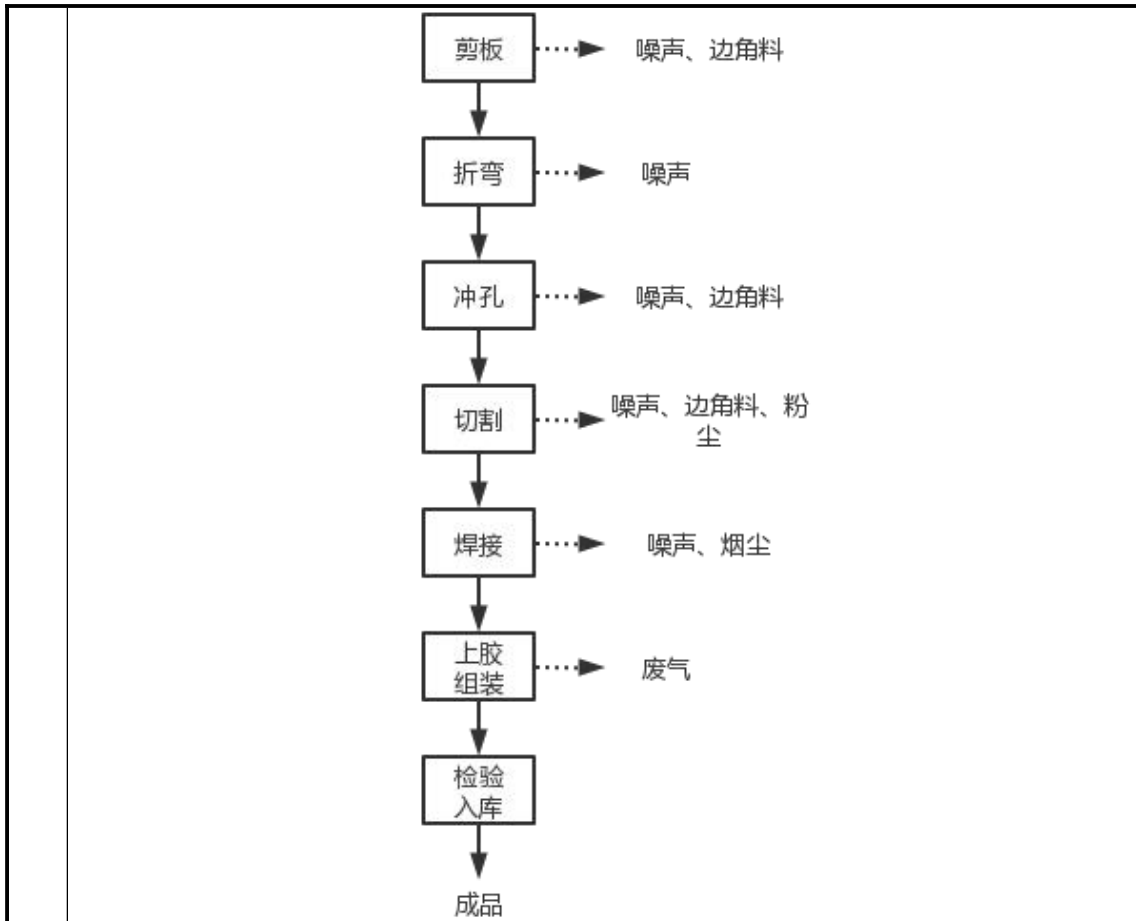 剪板
噪声、边角料
折弯
噪声
冲孔
噪声、边角料
切割
噪声、边角料、粉
尘
焊接
噪声、烟尘
上胶
组装
废气
检验
入库
成品